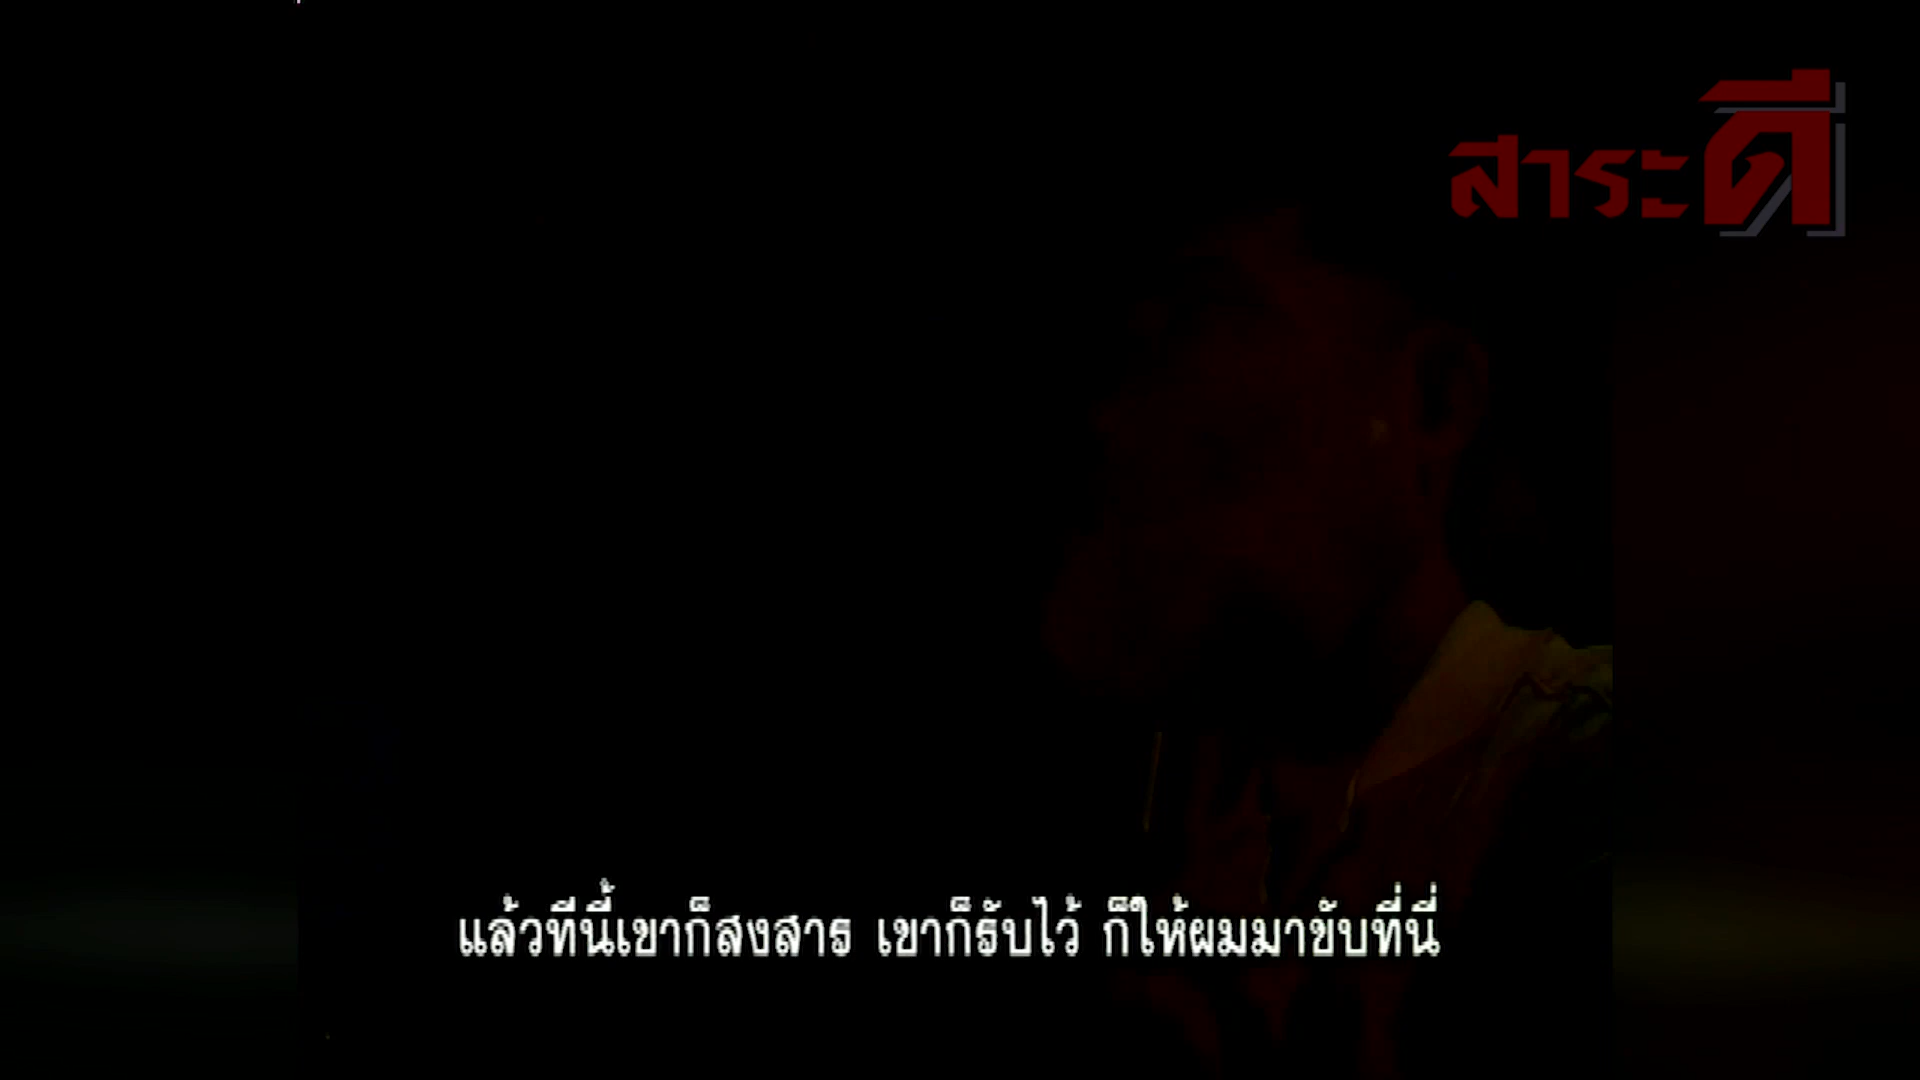 สาระดี
แล้วทีนี้เขาก็สงสาร เขาก็รับไว้ ก็ให้ผมมาขับที่นี่